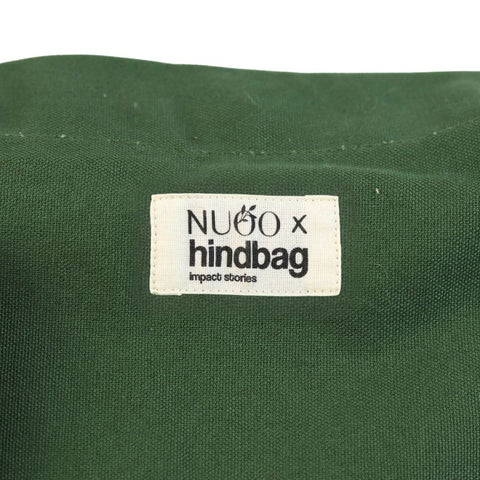 NUOO x
hindbag
impact stories